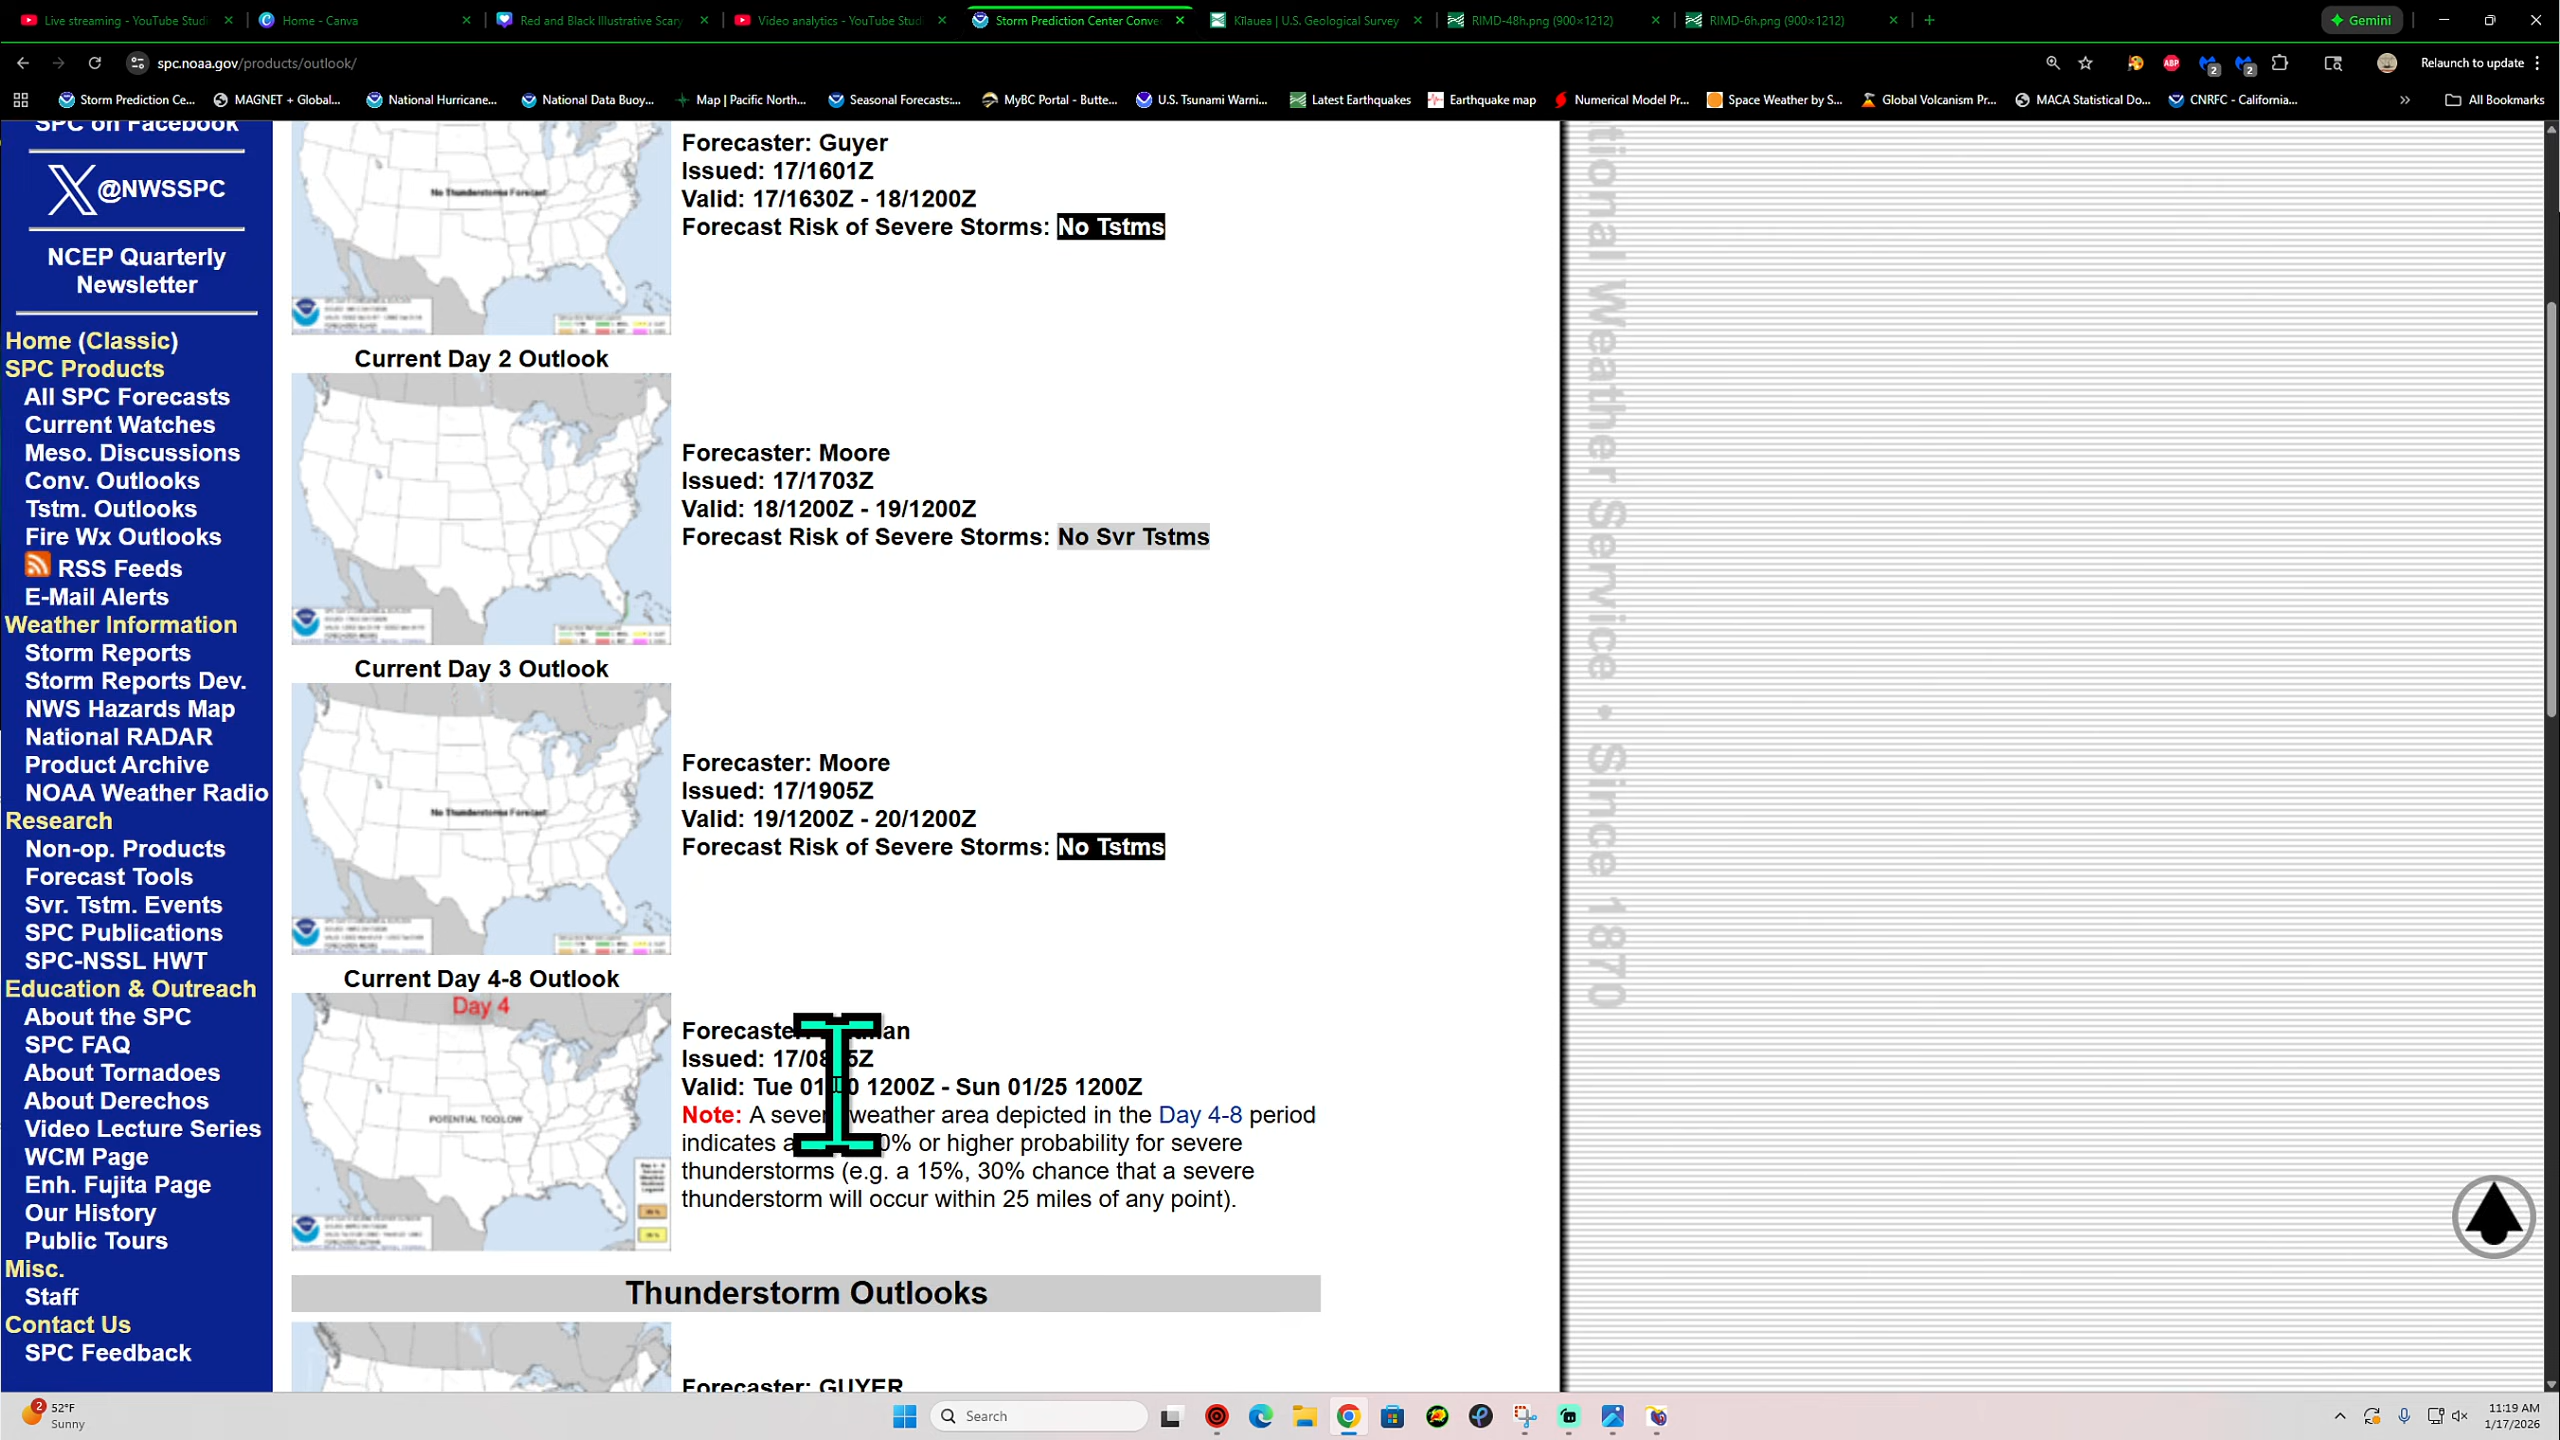 Live streaming - YouTube Studi
Home - Canva
Red and Black Illustrative Scary
Video analytics - YouTube Studi
Storm Prediction Center Conve
Kīlauea | U.S. Geological Survey
RIMD-48h.png (900×1212)
RIMD-6h.png (900×1212)
Gemini
spc.noaa.gov/products/outlook/
ABP
2
2
Relaunch to update
Storm Prediction Ce...
MAGNET + Global...
National Hurricane...
National Data Buoy...
Map | Pacific North...
Seasonal Forecasts:...
MyBC Portal - Butte...
U.S. Tsunami Warni...
Latest Earthquakes
Earthquake map
Numerical Model Pr...
Space Weather by S...
Global Volcanism Pr...
MACA Statistical Do...
CNRFC - California...
All Bookmarks
SPC on Facebook
@NWSSPC
NCEP Quarterly
Newsletter
Home (Classic)
SPC Products
All SPC Forecasts
Current Watches
Meso. Discussions
Conv. Outlooks
Tstm. Outlooks
Fire Wx Outlooks
RSS Feeds
E-Mail Alerts
Weather Information
Storm Reports
Storm Reports Dev.
NWS Hazards Map
National RADAR
Product Archive
NOAA Weather Radio
Research
Non-op. Products
Forecast Tools
Svr. Tstm. Events
SPC Publications
SPC-NSSL HWT
Education & Outreach
About the SPC
SPC FAQ
About Tornadoes
About Derechos
Video Lecture Series
WCM Page
Enh. Fujita Page
Our History
Public Tours
Misc.
Staff
Contact Us
SPC Feedback
No Thunderstorms Forecast
Forecaster: Guyer
Issued: 17/1601Z
Valid: 17/1630Z - 18/1200Z
Forecast Risk of Severe Storms: No Tstms
Current Day 2 Outlook
Forecaster: Moore
Issued: 17/1703Z
Valid: 18/1200Z - 19/1200Z
Forecast Risk of Severe Storms: No Svr Tstms
Current Day 3 Outlook
No Thunderstorms Forecast
Forecaster: Moore
Issued: 17/1905Z
Valid: 19/1200Z - 20/1200Z
Forecast Risk of Severe Storms: No Tstms
Current Day 4-8 Outlook
Day 4
POTENTIAL TOO LOW
Issued:
Valid: Tue 1200Z - Sun 01/25 1200Z
Note: A severe weather area depicted in the Day 4-8 period
indicates 0% or higher probability for severe
thunderstorms (e.g. a 15%, 30% chance that a severe
thunderstorm will occur within 25 miles of any point).
Thunderstorm Outlooks
Forecaster: GUYER
tional Weather Service • Since 1870
2
52°F
Sunny
Search
11:19 AM
1/17/2026